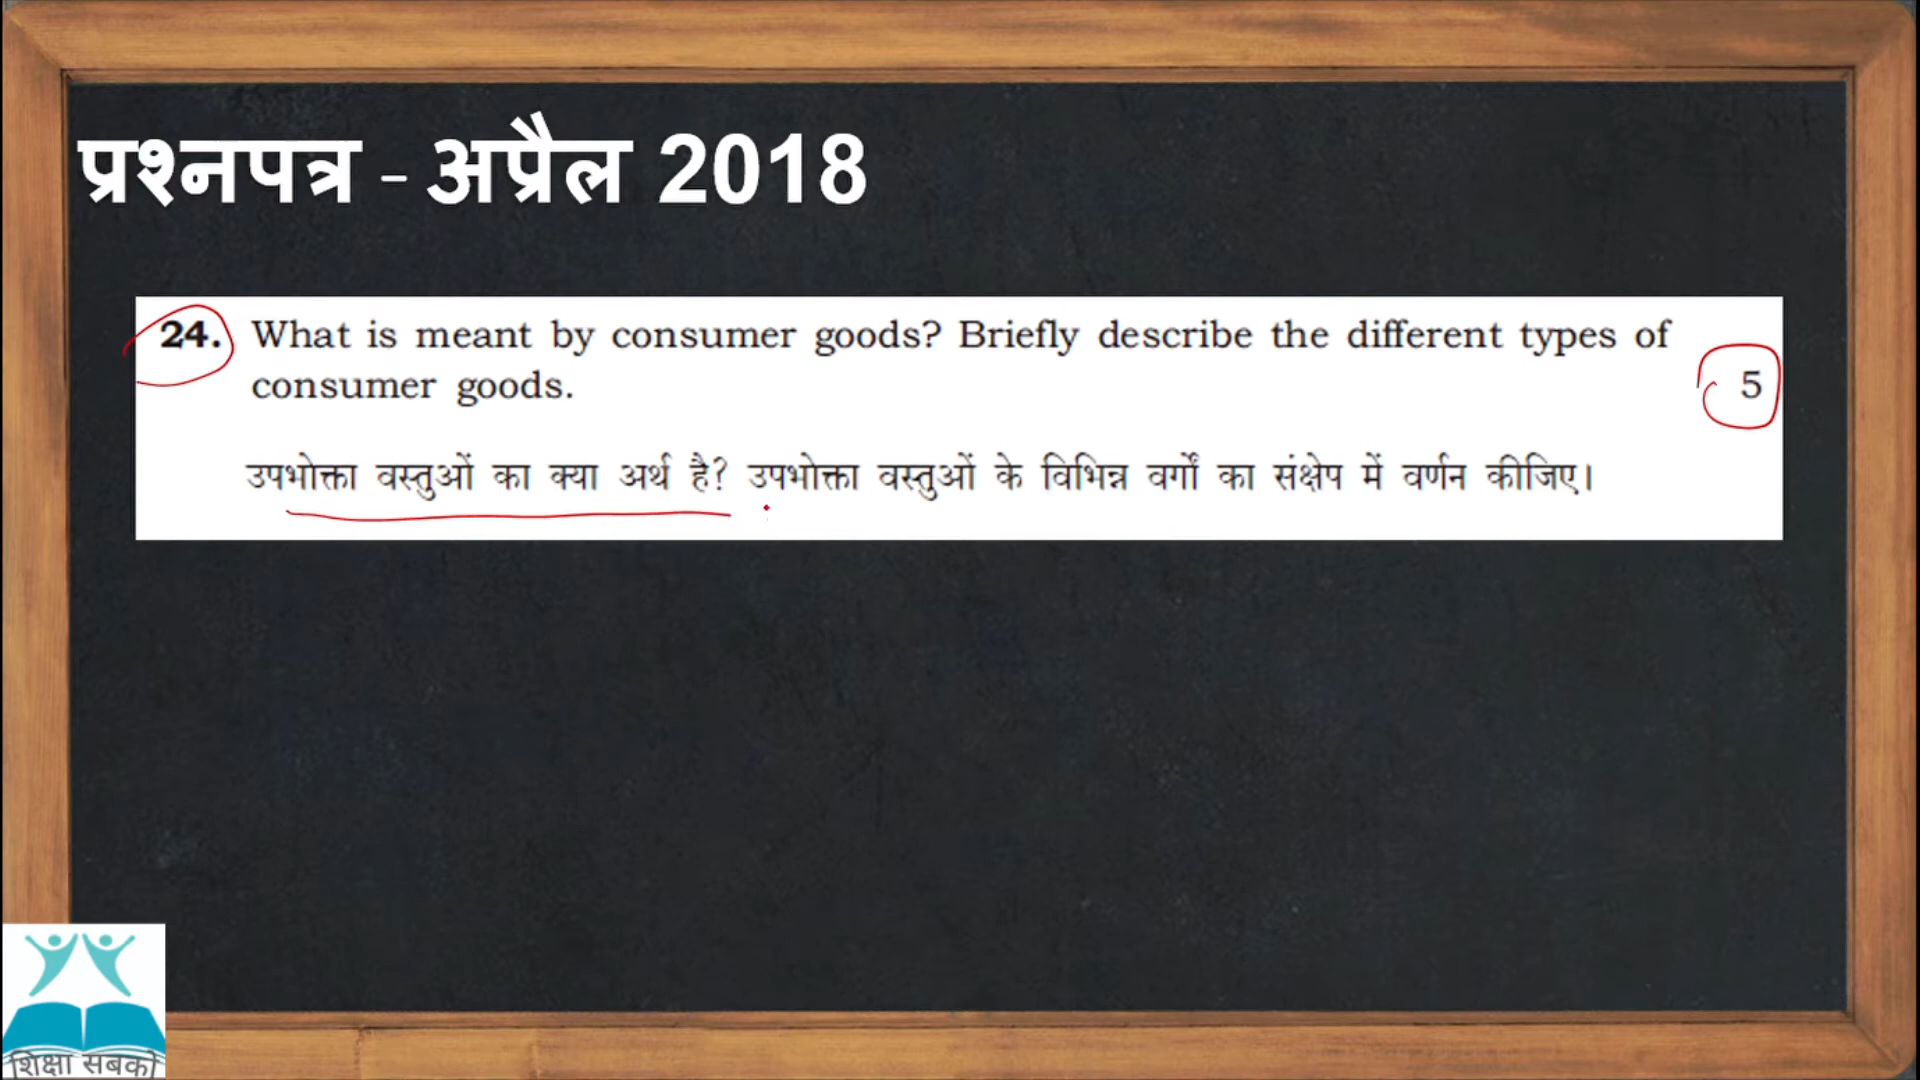 प्रश्नपत्र - अप्रैल 2018
24. What is meant by consumer goods? Briefly describe the different types of
consumer goods. 5
उपभोक्ता वस्तुओं का क्या अर्थ है? उपभोक्ता वस्तुओं के विभिन्न वर्गों का संक्षेप में वर्णन कीजिए।
शिक्षा सबको